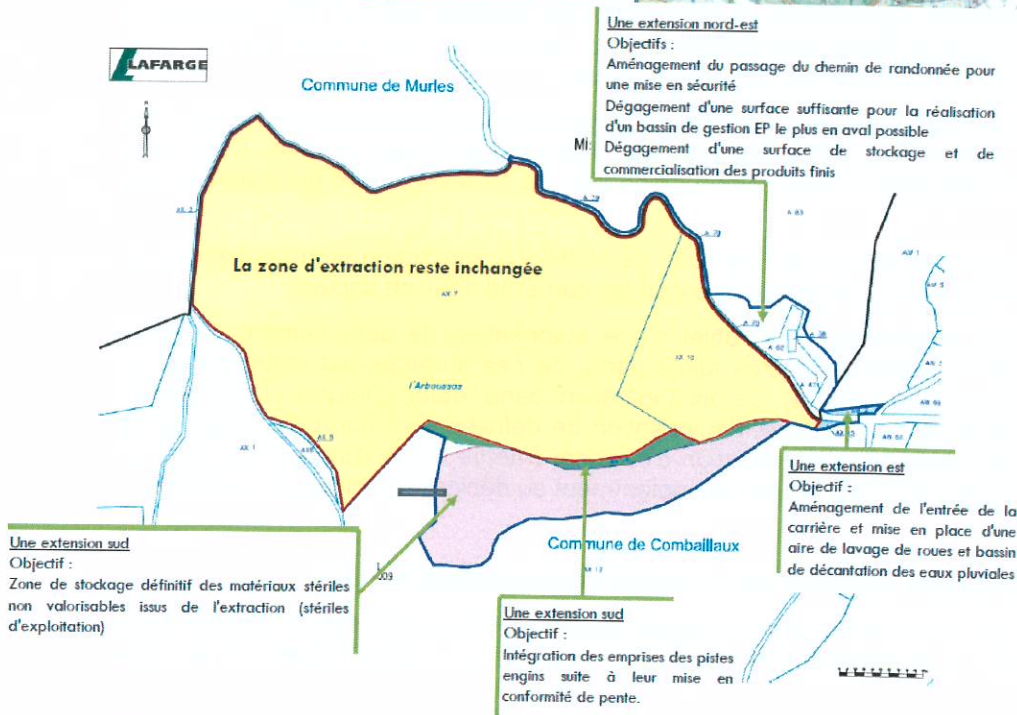 Une extension nord-est
Objectifs :
Aménagement du passage du chemin de randonnée pour
une mise en sécurité
Dégagement d'une surface suffisante pour la réalisation
d'un bassin de gestion EP le plus en aval possible
Dégagement d'une surface de stockage et de
commercialisation des produits finis
LAFARGE
Commune de Murles
La zone d'extraction reste inchangée
l'Arboussas
Une extension est
Objectif :
Aménagement de l'entrée de la
carrière et mise en place d'une
aire de lavage de roues et bassin
de décantation des eaux pluviales
Commune de Combaillaux
Une extension sud
Objectif :
Zone de stockage définitif des matériaux stériles
non valorisables issus de l'extraction (stériles
d'exploitation)
Une extension sud
Objectif :
Intégration des emprises des pistes
engins suite à leur mise en
conformité de pente.